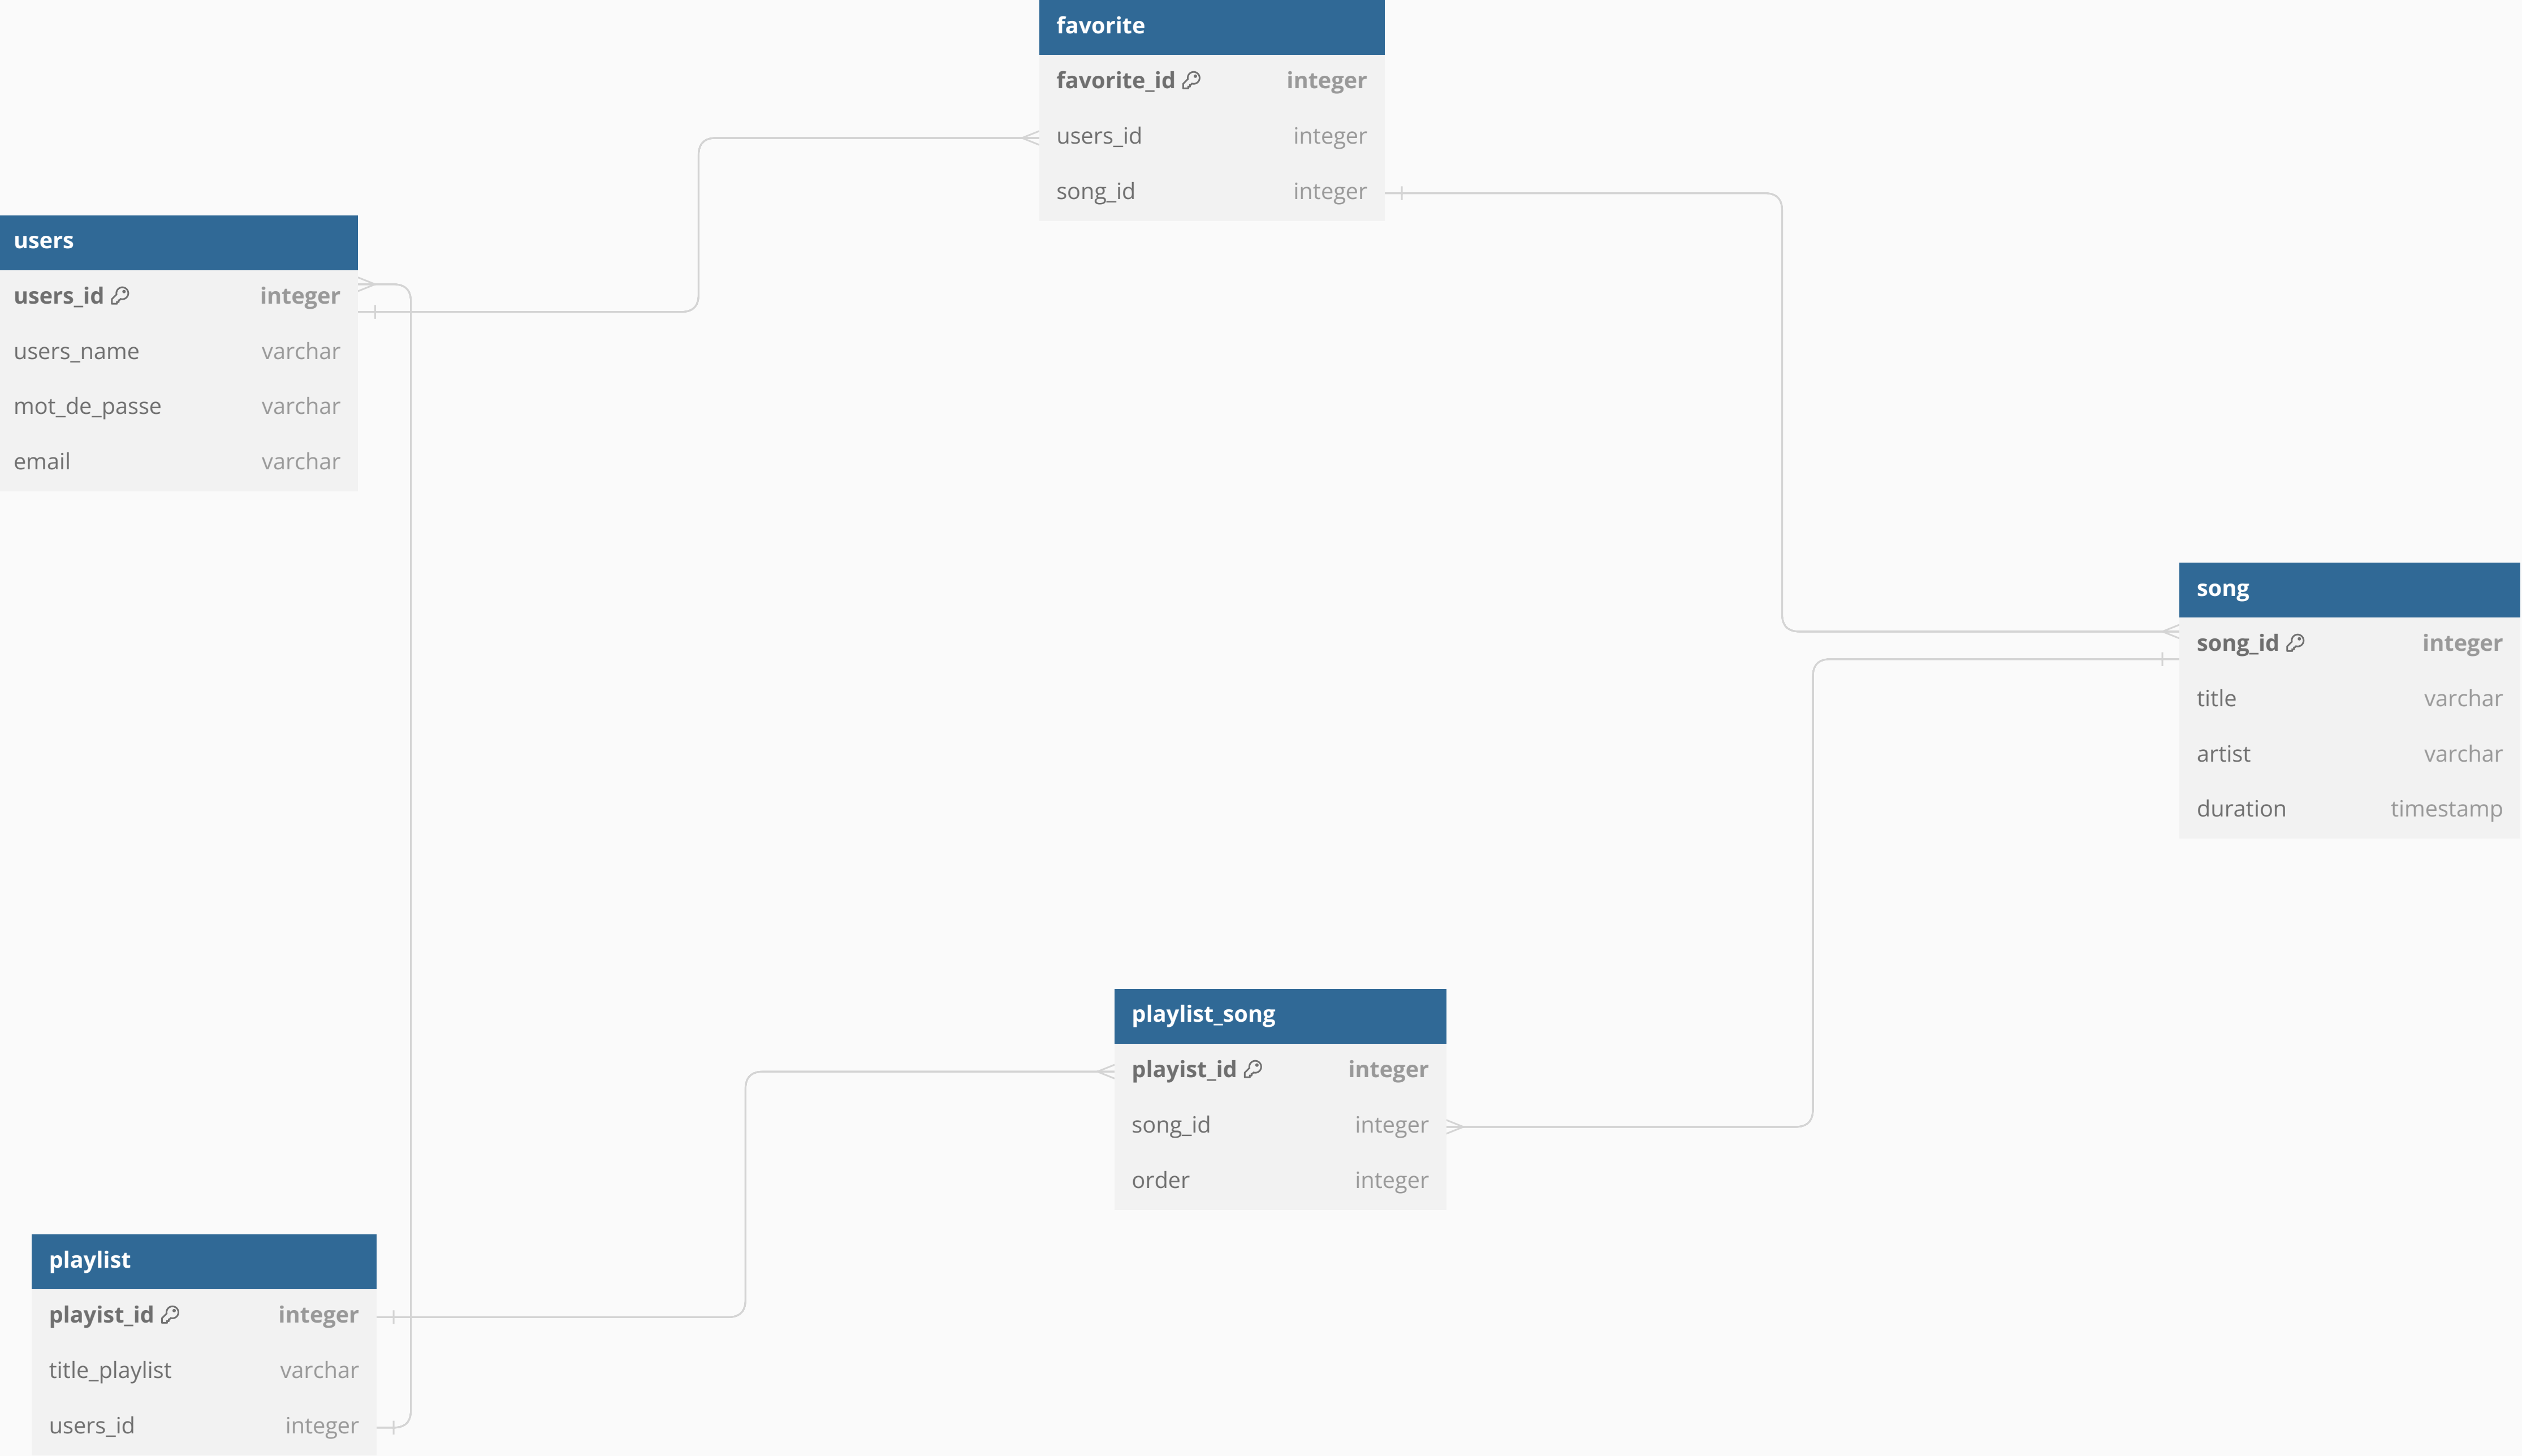 favorite
favorite_id integer
users_id integer
song_id integer
users
users_id integer
users_name varchar
mot_de_passe varchar
email varchar
song
song_id integer
title varchar
artist varchar
duration timestamp
playlist_song
playist_id integer
song_id integer
order integer
playlist
playist_id integer
title_playlist varchar
users_id integer